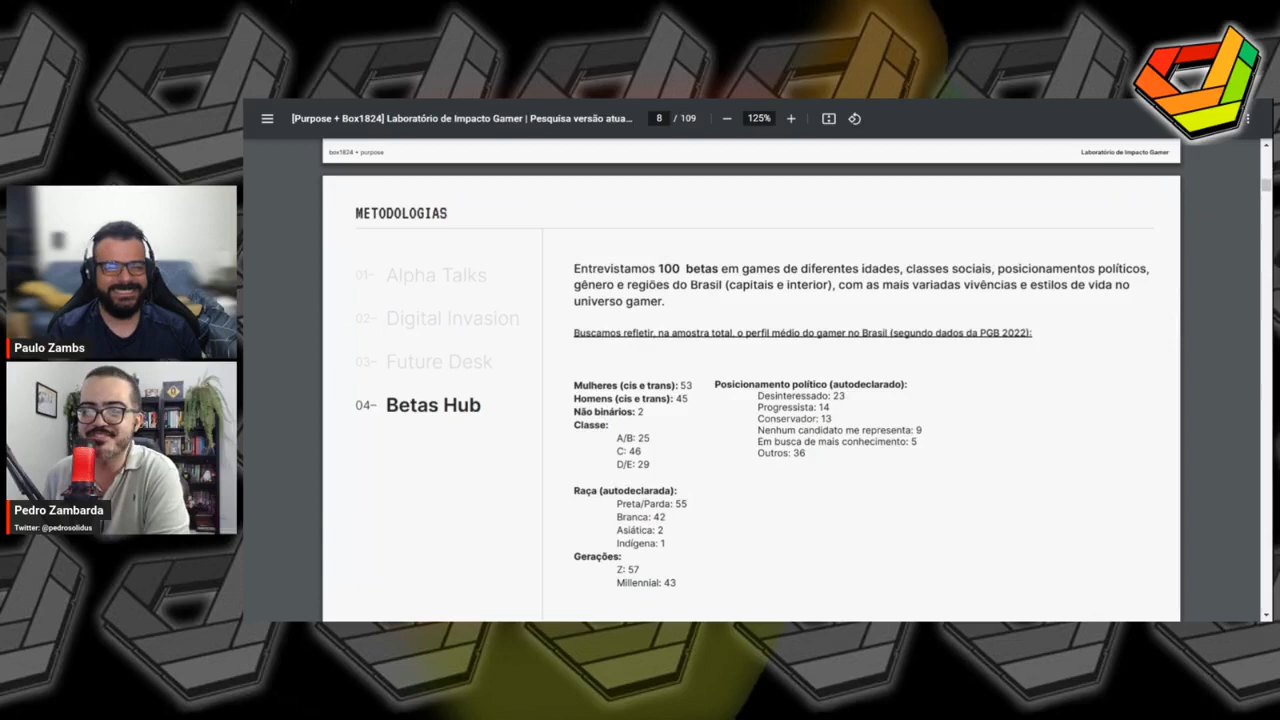 [Purpose + Box1824] Laboratório de Impacto Gamer | Pesquisa versão atua...
8 / 109
125%
box1824 + purpose
Laboratório de Impacto Gamer
METODOLOGIAS
01- Alpha Talks
02- Digital Invasion
03- Future Desk
04- Betas Hub
Entrevistamos 100 betas em games de diferentes idades, classes sociais, posicionamentos políticos,
gênero e regiões do Brasil (capitais e interior), com as mais variadas vivências e estilos de vida no
universo gamer.
Buscamos refletir, na amostra total, o perfil médio do gamer no Brasil (segundo dados da PGB 2022):
Mulheres (cis e trans): 53
Homens (cis e trans): 45
Não binários: 2
Classe:
A/B: 25
C: 46
D/E: 29
Raça (autodeclarada):
Preta/Parda: 55
Branca: 42
Asiática: 2
Indígena: 1
Gerações:
Z: 57
Millennial: 43
Posicionamento político (autodeclarado):
Desinteressado: 23
Progressista: 14
Conservador: 13
Nenhum candidato me representa: 9
Em busca de mais conhecimento: 5
Outros: 36
Paulo Zambs
Pedro Zambarda
Twitter: @pedrosolidus